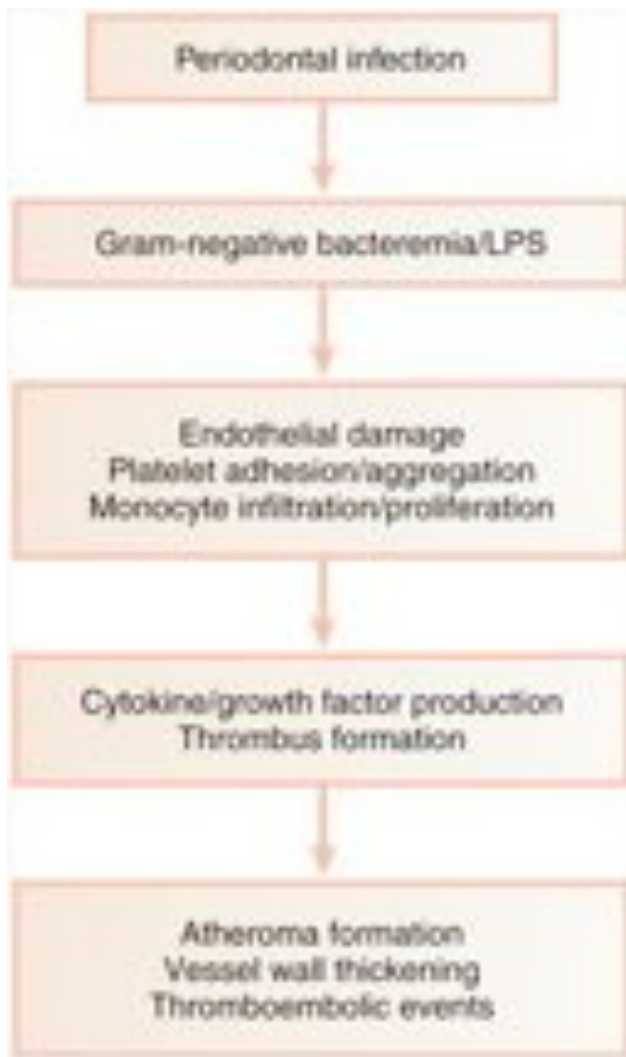 Periodontal infection
Gram-negative bacteremia/LPS
Endothelial damage
Platelet adhesion/aggregation
Monocyte infiltration/proliferation
Cytokine/growth factor production
Thrombus formation
Atheroma formation
Vessel wall thickening
Thromboembolic events